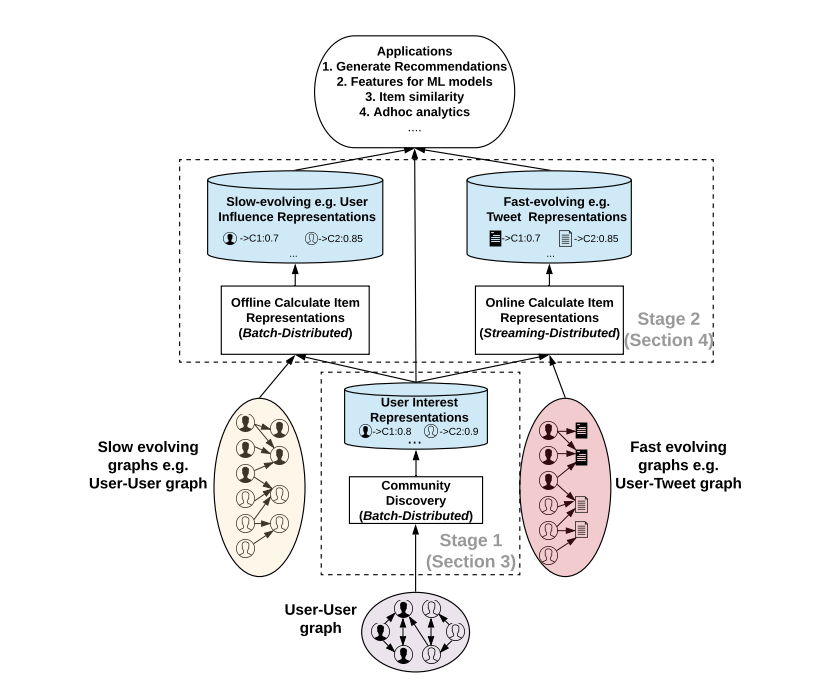 Applications
1. Generate Recommendations
2. Features for ML models
3. Item similarity
4. Adhoc analytics
....
Slow-evolving e.g. User
Influence Representations
->C1:0.7 ->C2:0.85
...
Fast-evolving e.g.
Tweet Representations
->C1:0.7 ->C2:0.85
...
Offline Calculate Item
Representations
(Batch-Distributed)
Online Calculate Item
Representations
(Streaming-Distributed)
Stage 2
(Section 4)
User Interest
Representations
->C1:0.8 ->C2:0.9
...
Slow evolving
graphs e.g.
User-User graph
Fast evolving
graphs e.g.
User-Tweet graph
Community
Discovery
(Batch-Distributed)
Stage 1
(Section 3)
User-User
graph